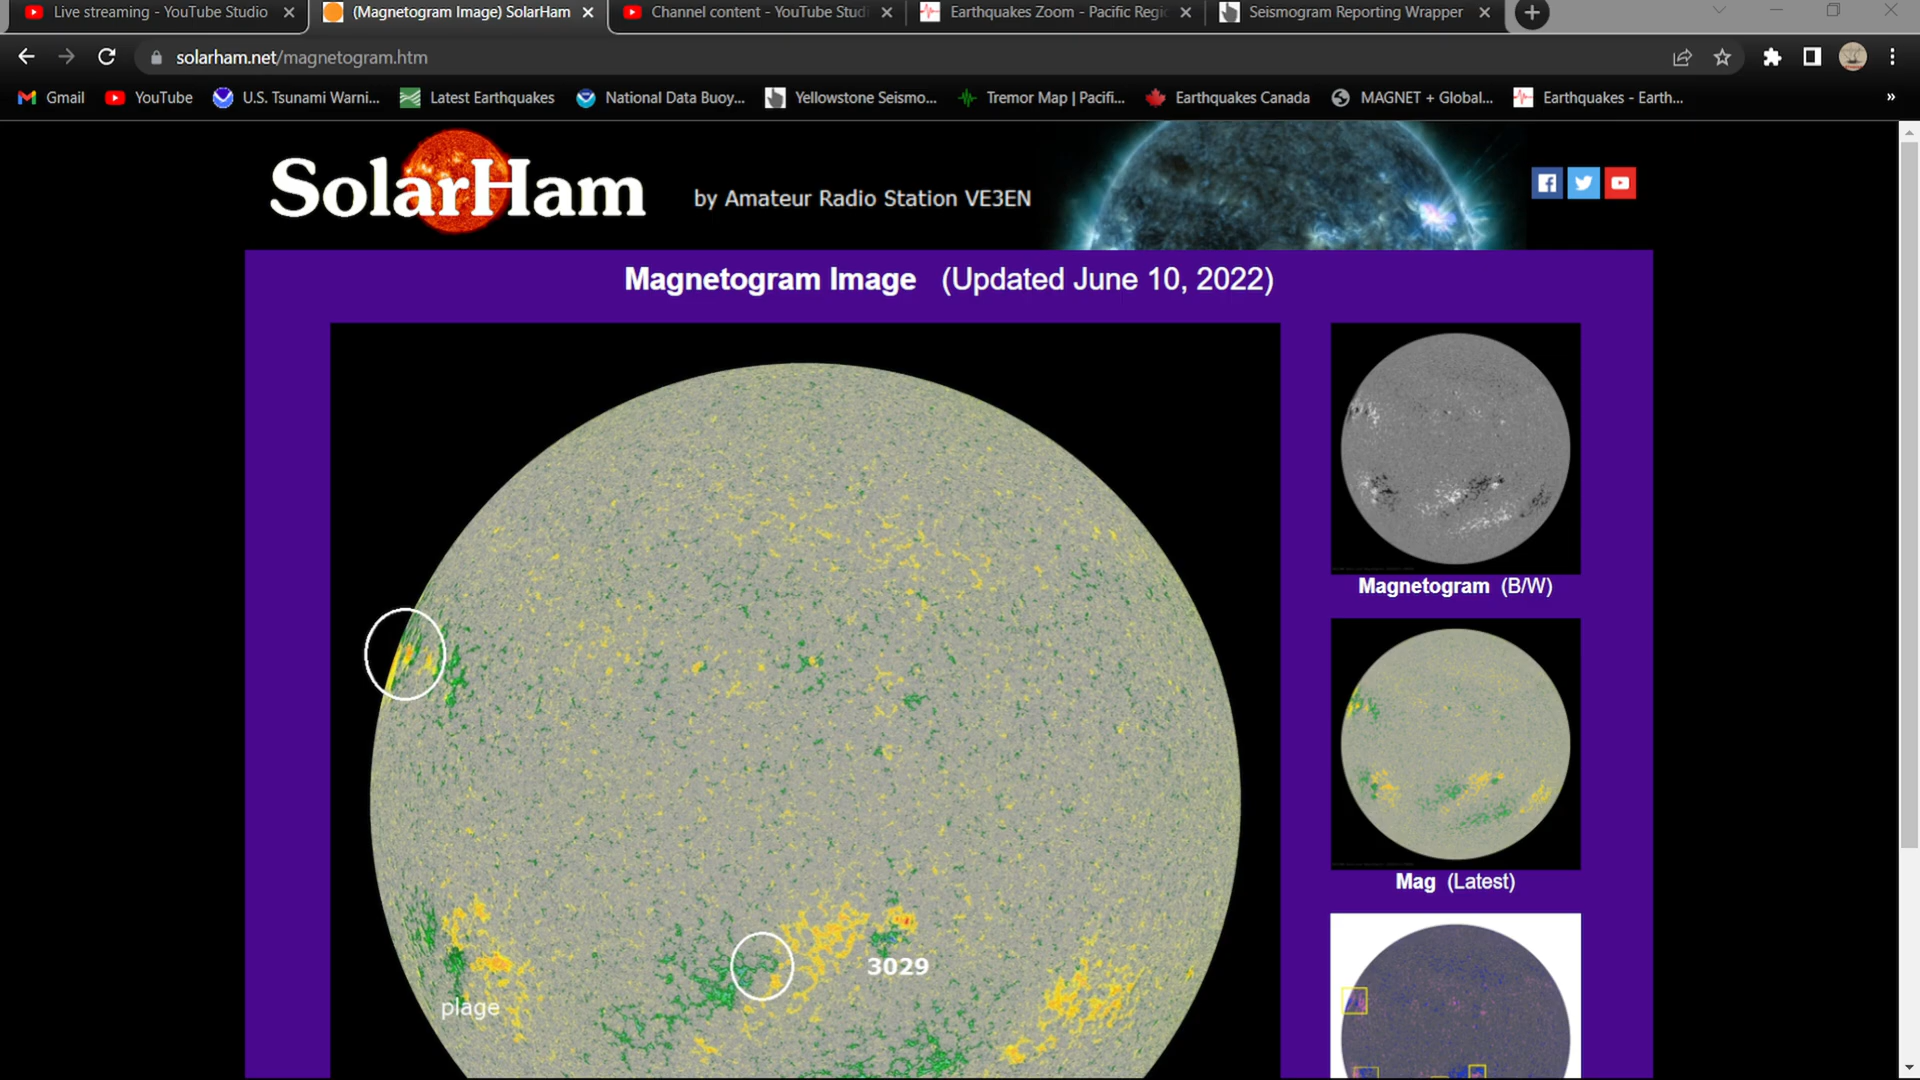 Live streaming - YouTube Studio
(Magnetogram Image) SolarHam
Channel content - YouTube Studi
Earthquakes Zoom - Pacific Regi
Seismogram Reporting Wrapper
solarham.net/magnetogram.htm
Gmail
YouTube
U.S. Tsunami Warni...
Latest Earthquakes
National Data Buoy...
Yellowstone Seismo...
Tremor Map | Pacifi...
Earthquakes Canada
MAGNET + Global...
Earthquakes - Earth...
»
SolarHam
by Amateur Radio Station VE3EN
Magnetogram Image (Updated June 10, 2022)
Magnetogram (B/W)
Mag (Latest)
3029
plage